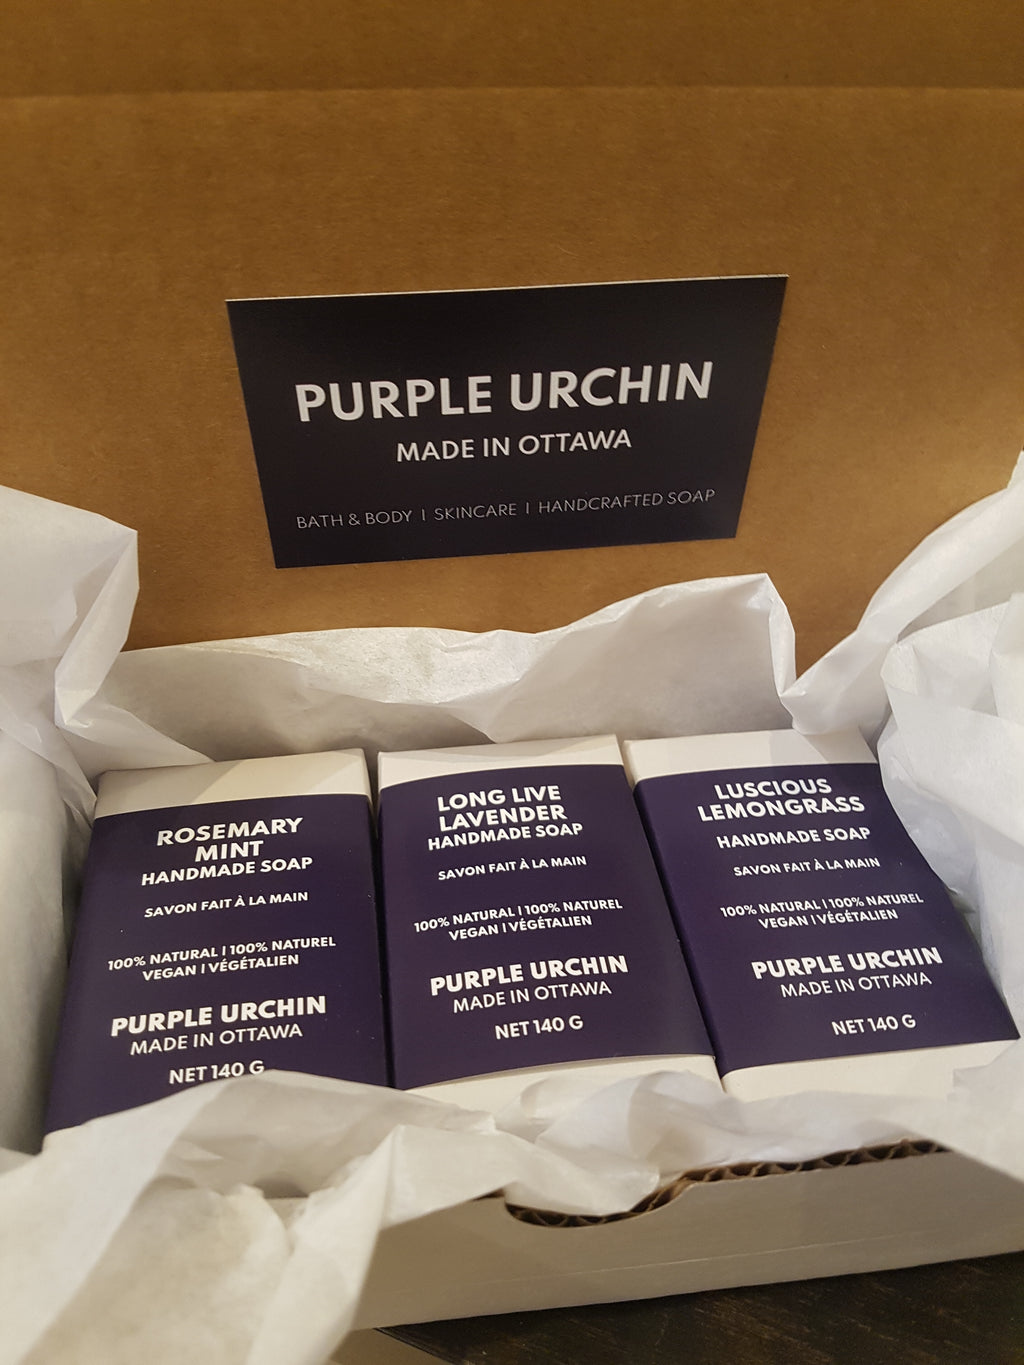 PURPLE URCHIN
MADE IN OTTAWA
BATH & BODY | SKINCARE | HANDCRAFTED SOAP
ROSEMARY
MINT
HANDMADE SOAP
SAVON FAIT À LA MAIN
100% NATURAL | 100% NATUREL
VEGAN | VÉGÉTALIEN
PURPLE URCHIN
MADE IN OTTAWA
NET 140 G
LONG LIVE
LAVENDER
HANDMADE SOAP
SAVON FAIT À LA MAIN
100% NATURAL | 100% NATUREL
VEGAN | VÉGÉTALIEN
PURPLE URCHIN
MADE IN OTTAWA
NET 140 G
LUSCIOUS
LEMONGRASS
HANDMADE SOAP
SAVON FAIT À LA MAIN
100% NATURAL | 100% NATUREL
VEGAN | VÉGÉTALIEN
PURPLE URCHIN
MADE IN OTTAWA
NET 140 G